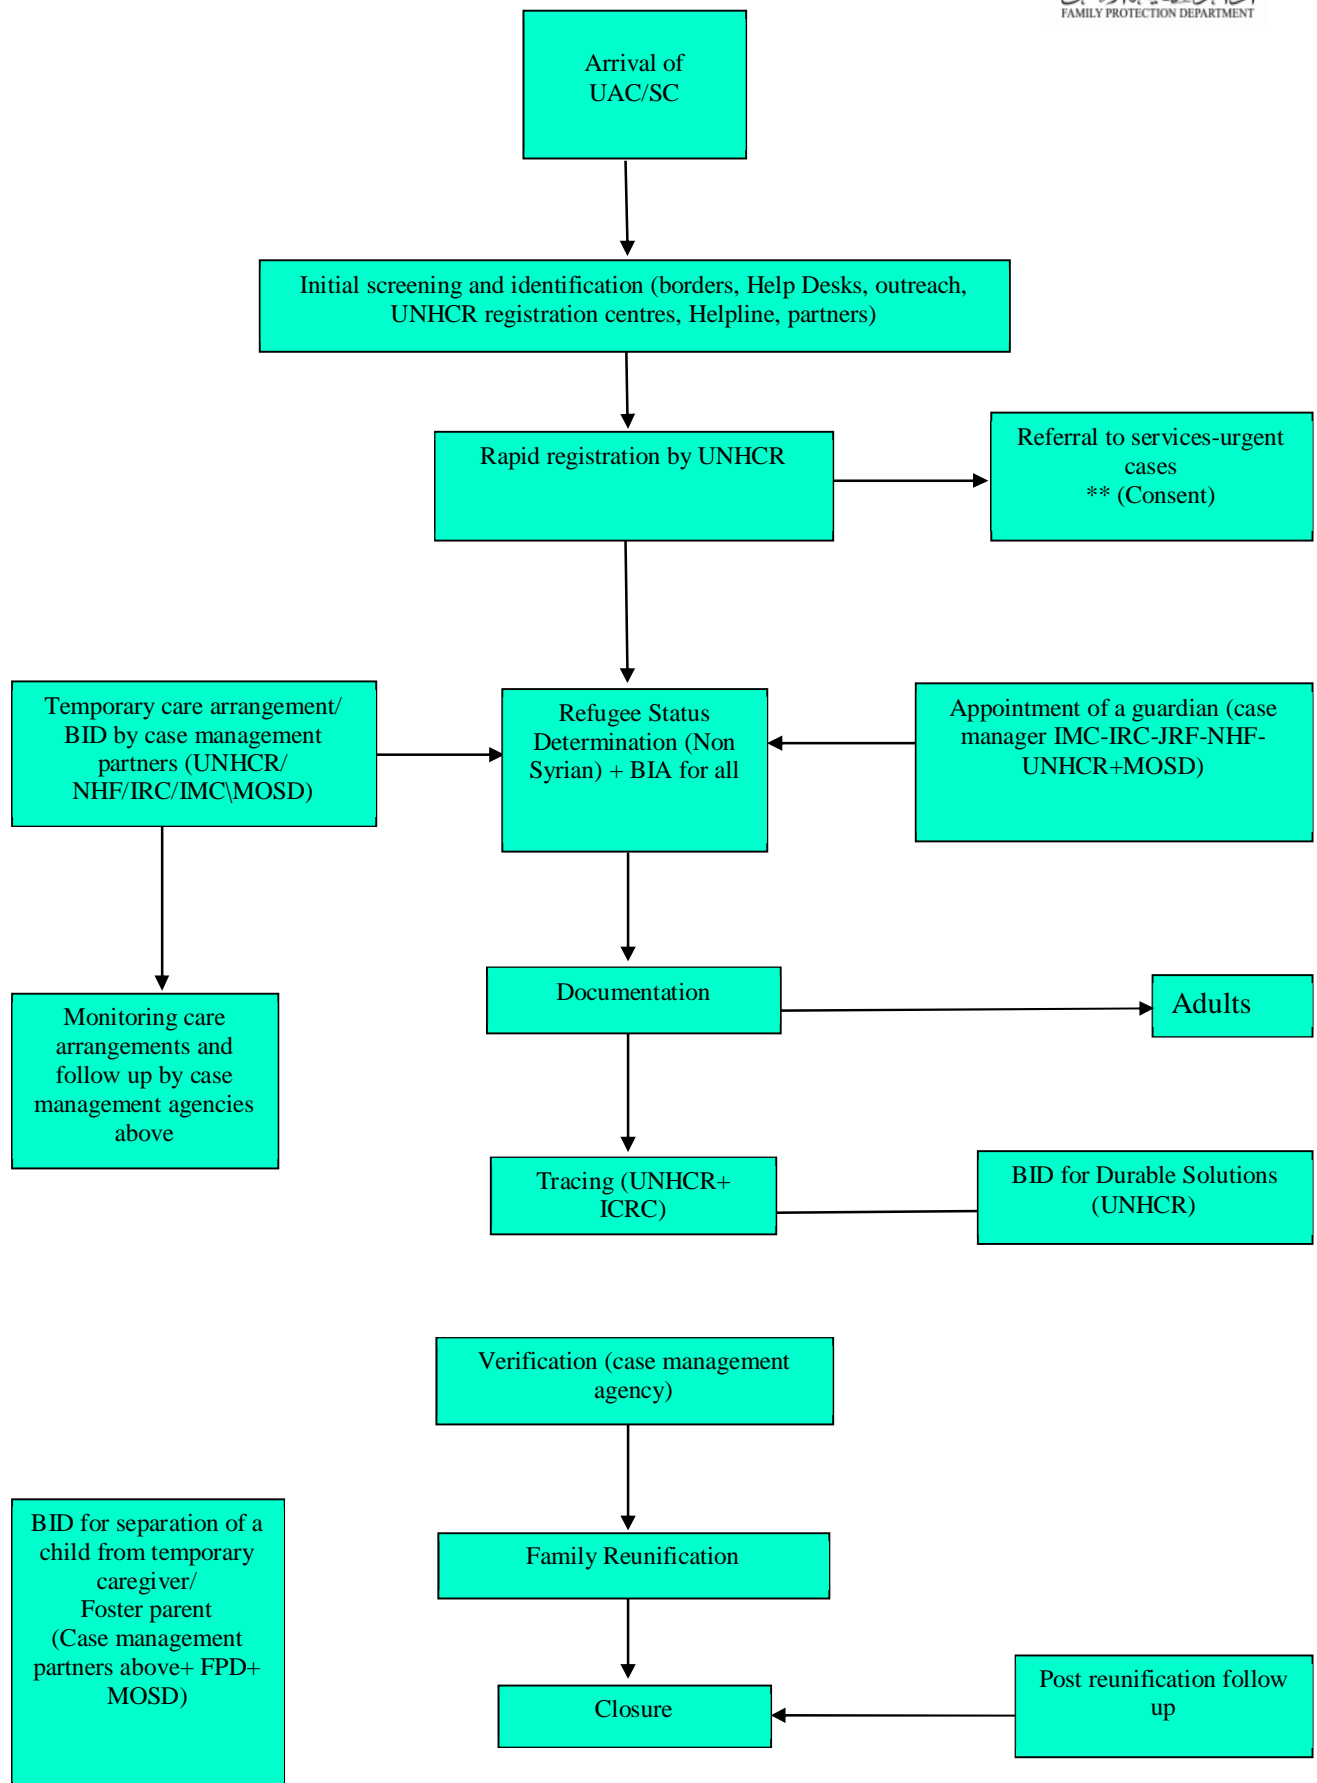 FAMILY PROTECTION DEPARTMENT
Arrival of
UAC/SC
Initial screening and identification (borders, Help Desks, outreach,
UNHCR registration centres, Helpline, partners)
Rapid registration by UNHCR
Referral to services-urgent
cases
** (Consent)
Temporary care arrangement/
BID by case management
partners (UNHCR/
NHF/IRC/IMC\MOSD)
Refugee Status
Determination (Non
Syrian) + BIA for all
Appointment of a guardian (case
manager IMC-IRC-JRF-NHF-
UNHCR+MOSD)
Monitoring care
arrangements and
follow up by case
management agencies
above
Documentation
Adults
Tracing (UNHCR+
ICRC)
BID for Durable Solutions
(UNHCR)
Verification (case management
agency)
BID for separation of a
child from temporary
caregiver/
Foster parent
(Case management
partners above+ FPD+
MOSD)
Family Reunification
Closure
Post reunification follow
up